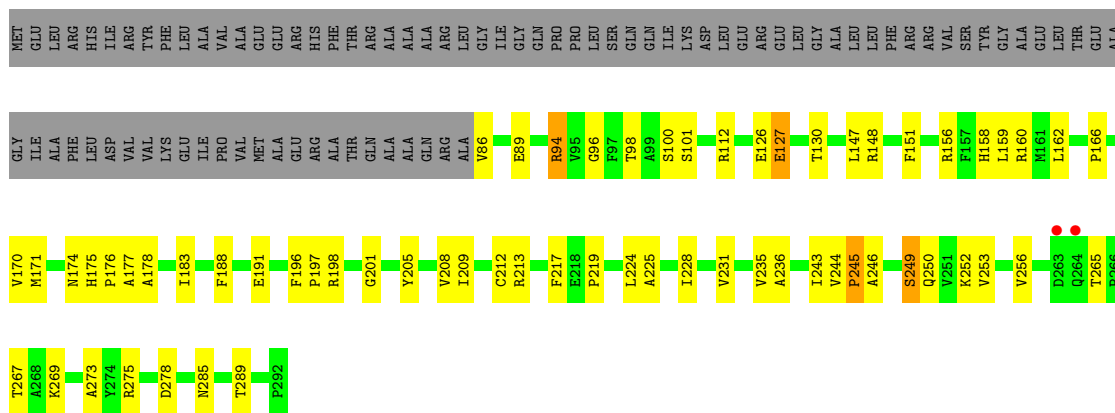 MET GLU LEU ARG HIS ILE ARG TYR PHE LEU ALA VAL ALA GLU GLU ARG HIS PHE THR ARG ALA ALA ALA ARG LEU GLY ILE GLY GLN PRO PRO LEU SER GLN GLN ILE LYS ASP LEU GLU ARG GLU LEU GLY ALA LEU LEU PHE ARG ARG VAL SER TYR GLY ALA GLU LEU THR GLU ALA
GLY ILE ALA PHE LEU ASP VAL VAL LYS GLU ILE PRO VAL MET ALA GLU ARG ALA THR GLN ALA ALA ALA GLN ARG ALA V86 E89 R94 V95 G96 F97 T98 A99 S100 S101 R112 E126 E127 T130 L147 R148 F151 R156 F157 H158 L159 R160 M161 L162 P166
V170 M171 N174 H175 P176 A177 A178 I183 F188 E191 F196 P197 R198 G201 Y205 V208 I209 C212 R213 F217 E218 P219 L224 A225 I228 V231 V235 A236 I243 V244 P245 A246 S249 Q250 V251 K252 V253 V256 D263 Q264 T265
T267 A268 K269 A273 Y274 R275 D278 N285 T289 P292